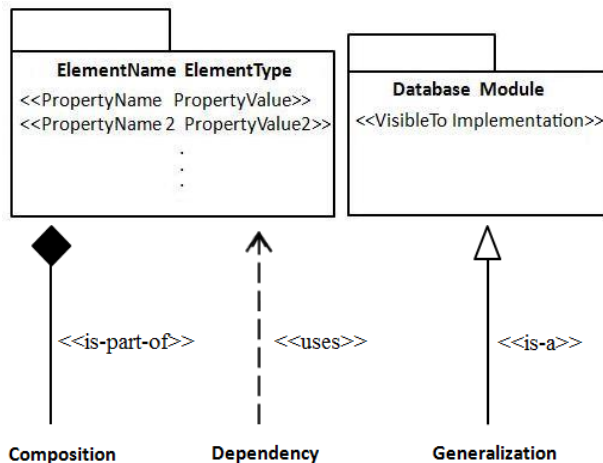 ElementName ElementType
<<PropertyName PropertyValue>>
<<PropertyName 2 PropertyValue2>>
.
.
.
Database Module
<<VisibleTo Implementation>>
<<is-part-of>>
<<uses>>
<<is-a>>
Composition
Dependency
Generalization